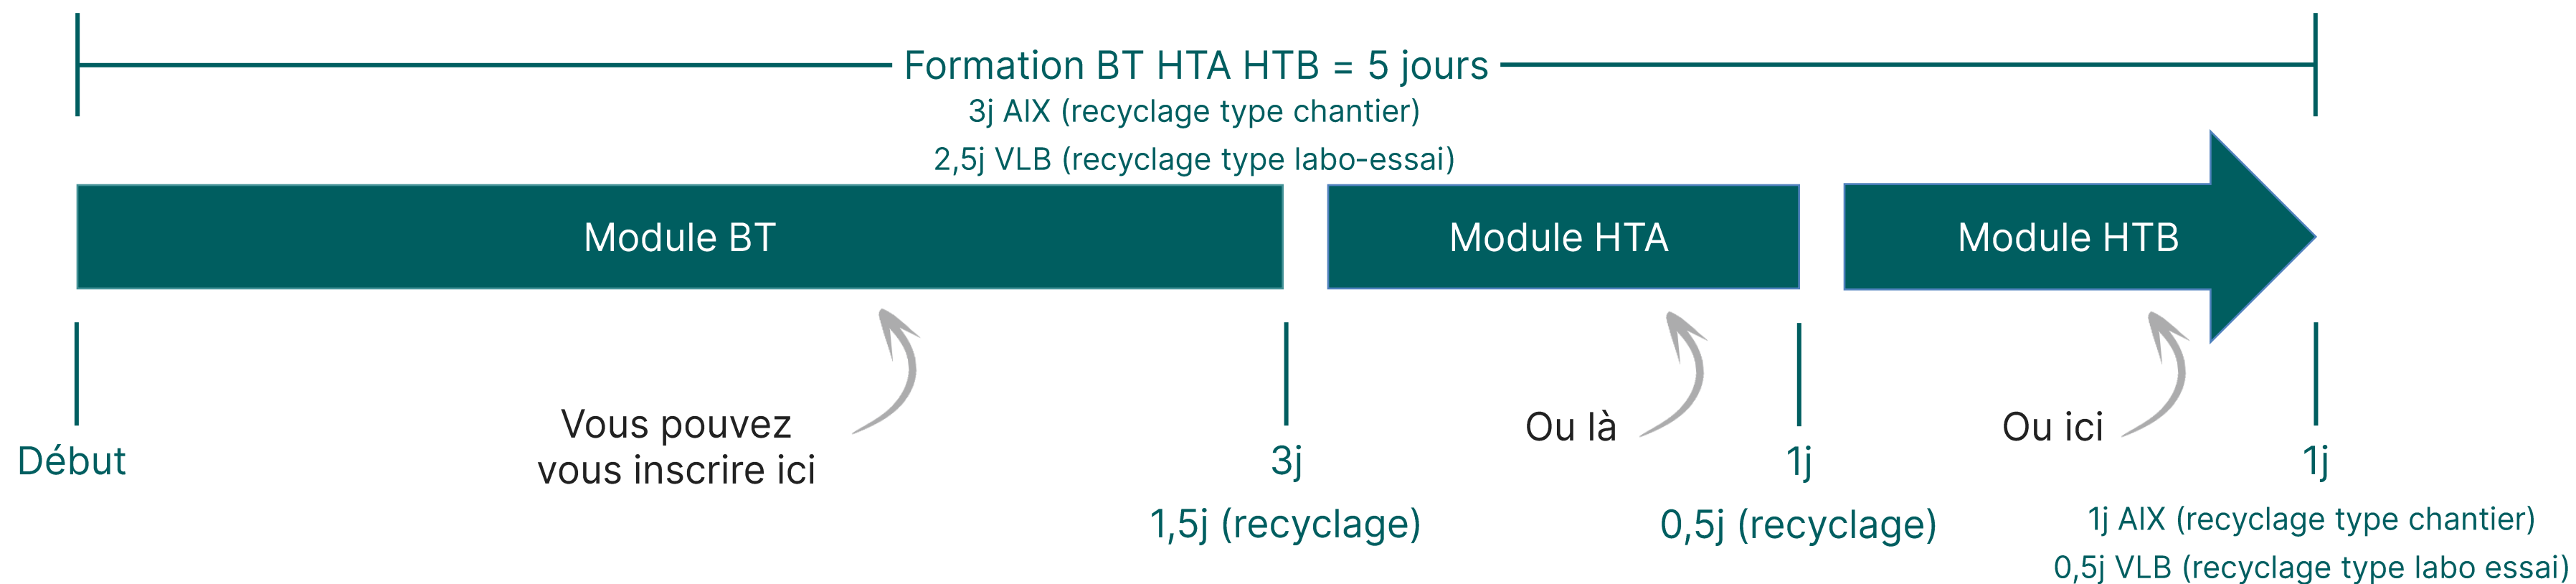 Formation BT HTA HTB = 5 jours
3j AIX (recyclage type chantier)
2,5j VLB (recyclage type labo-essai)
Module BT
Module HTA
Module HTB
Vous pouvez
vous inscrire ici
Ou là
Ou ici
Début
3j
1j
1j
1,5j (recyclage)
0,5j (recyclage)
1j AIX (recyclage type chantier)
0,5j VLB (recyclage type labo essai)